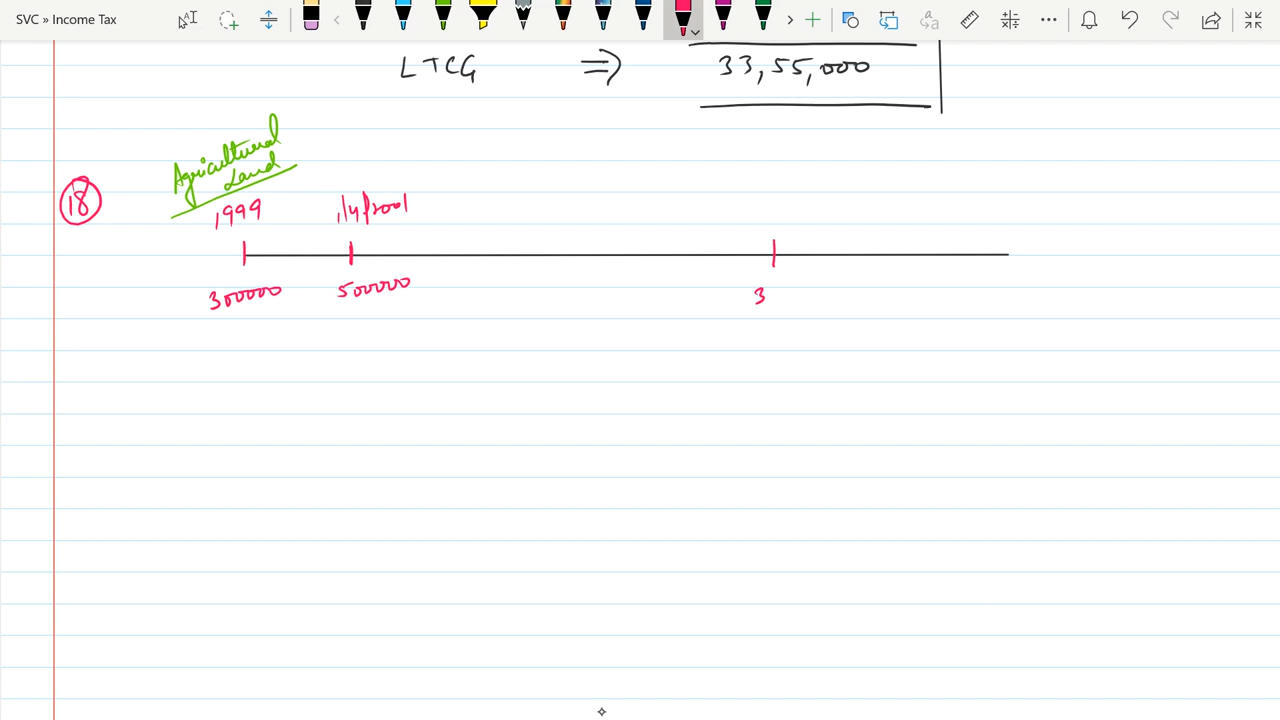 SVC » Income Tax
LTCG ⇒ 33,55,000
Agricultural
Land
18
1999 1/4/2001
300000 500000 3